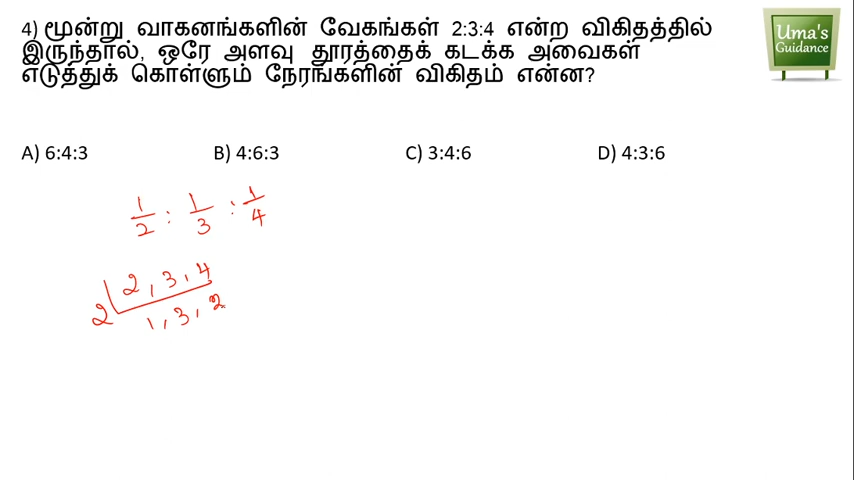 4) மூன்று வாகனங்களின் வேகங்கள் 2:3:4 என்ற விகிதத்தில்
இருந்தால், ஒரே அளவு தூரத்தைக் கடக்க அவைகள்
எடுத்துக் கொள்ளும் நேரங்களின் விகிதம் என்ன?
Uma's
Guidance
A) 6:4:3 B) 4:6:3 C) 3:4:6 D) 4:3:6
1/2 : 1/3 : 1/4
2 | 2, 3, 4
1, 3, 2